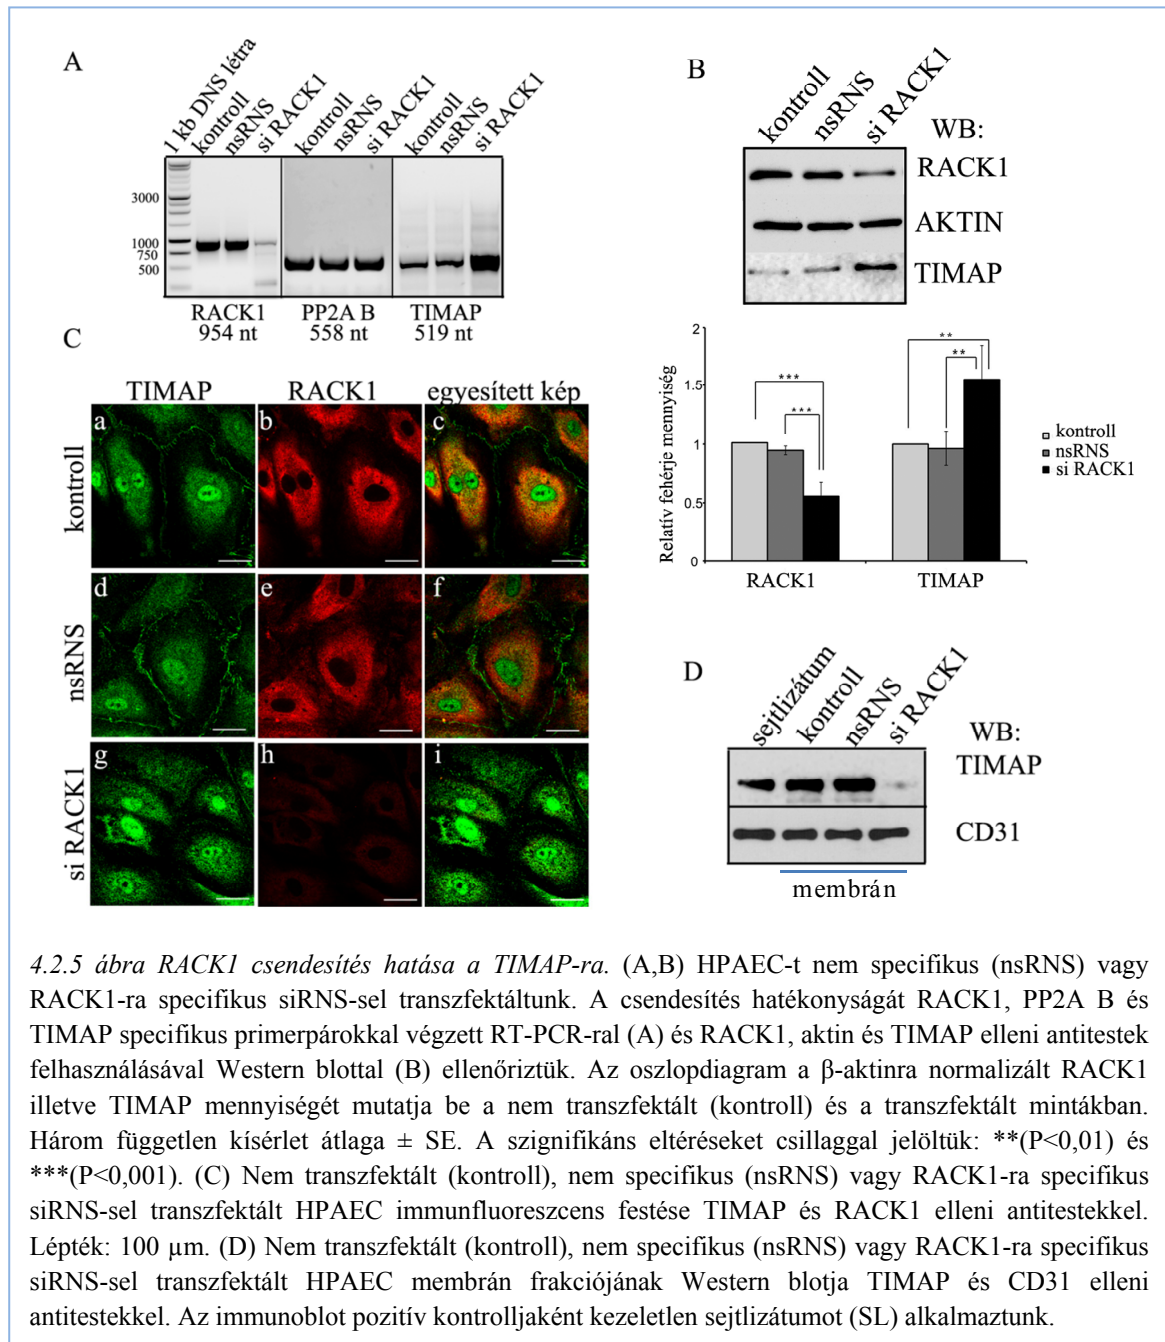 A
1 kb DNS létra
kontroll
nsRNS
si RACK1
kontroll
nsRNS
si RACK1
kontroll
nsRNS
si RACK1
3000
1000
750
500
RACK1
954 nt
PP2A B
558 nt
TIMAP
519 nt
B
kontroll
nsRNS
si RACK1
WB:
RACK1
AKTIN
TIMAP
Relatív fehérje mennyiség
2
1.5
1
0.5
0
***
***
**
**
RACK1
TIMAP
kontroll
nsRNS
si RACK1
C
TIMAP
RACK1
egyesített kép
kontroll
a
b
c
nsRNS
d
e
f
si RACK1
g
h
i
D
sejtlizátum
kontroll
nsRNS
si RACK1
WB:
TIMAP
CD31
membrán
4.2.5 ábra RACK1 csendesítés hatása a TIMAP-ra. (A,B) HPAEC-t nem specifikus (nsRNS) vagy
RACK1-ra specifikus siRNS-sel transzfektáltunk. A csendesítés hatékonyságát RACK1, PP2A B és
TIMAP specifikus primerpárokkal végzett RT-PCR-ral (A) és RACK1, aktin és TIMAP elleni antitestek
felhasználásával Western blottal (B) ellenőriztük. Az oszlopdiagram a β-aktinra normalizált RACK1
illetve TIMAP mennyiségét mutatja be a nem transzfektált (kontroll) és a transzfektált mintákban.
Három független kísérlet átlaga ± SE. A szignifikáns eltéréseket csillaggal jelöltük: **(P<0,01) és
***(P<0,001). (C) Nem transzfektált (kontroll), nem specifikus (nsRNS) vagy RACK1-ra specifikus
siRNS-sel transzfektált HPAEC immunfluoreszcens festése TIMAP és RACK1 elleni antitestekkel.
Lépték: 100 µm. (D) Nem transzfektált (kontroll), nem specifikus (nsRNS) vagy RACK1-ra specifikus
siRNS-sel transzfektált HPAEC membrán frakciójának Western blotja TIMAP és CD31 elleni
antitestekkel. Az immunoblot pozitív kontrolljaként kezeletlen sejtlizátumot (SL) alkalmaztunk.